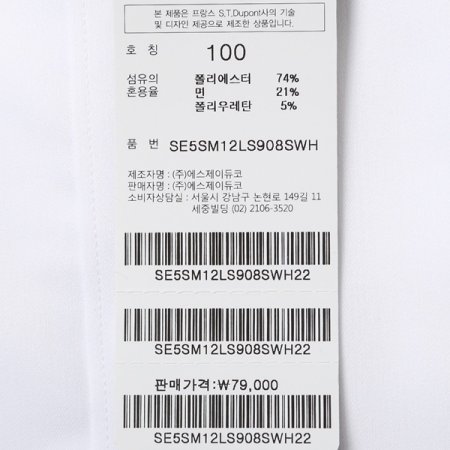 본 제품은 프랑스 S.T.Dupont사의 기술
및 디자인 제공으로 제조한 상품입니다.
호 칭 100
섬유의 폴리에스터 74%
혼용율 면 21%
폴리우레탄 5%
품 번 SE5SM12LS908SWH
제조자명 : (주)에스제이듀코
판매자명 : (주)에스제이듀코
소비자상담실 : 서울시 강남구 논현로 149길 11
세중빌딩 (02) 2106-3520
SE5SM12LS908SWH22
SE5SM12LS908SWH22
판매가격:₩79,000
SE5SM12LS908SWH22